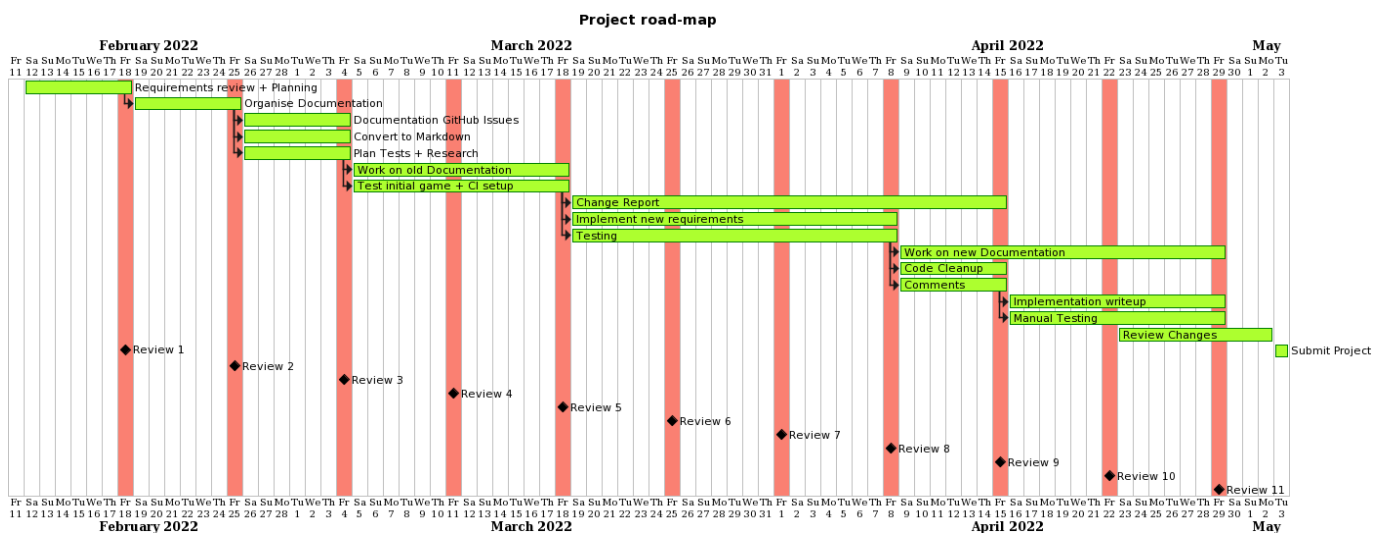 Project road-map
February 2022 March 2022 April 2022 May
Fr Sa Su Mo Tu We Th Fr Sa Su Mo Tu We Th Fr Sa Su Mo Tu We Th Fr Sa Su Mo Tu We Th Fr Sa Su Mo Tu We Th Fr Sa Su Mo Tu We Th Fr Sa Su Mo Tu We Th Fr Sa Su Mo Tu We Th Fr Sa Su Mo Tu We Th Fr Sa Su Mo Tu We Th Fr Sa Su Mo Tu We Th Fr Sa Su Mo Tu
11 12 13 14 15 16 17 18 19 20 21 22 23 24 25 26 27 28 1 2 3 4 5 6 7 8 9 10 11 12 13 14 15 16 17 18 19 20 21 22 23 24 25 26 27 28 29 30 31 1 2 3 4 5 6 7 8 9 10 11 12 13 14 15 16 17 18 19 20 21 22 23 24 25 26 27 28 29 30 1 2 3
Requirements review + Planning
Organise Documentation
Documentation GitHub Issues
Convert to Markdown
Plan Tests + Research
Work on old Documentation
Test initial game + CI setup
Change Report
Implement new requirements
Testing
Work on new Documentation
Code Cleanup
Comments
Implementation writeup
Manual Testing
Review Changes
Review 1
Submit Project
Review 2
Review 3
Review 4
Review 5
Review 6
Review 7
Review 8
Review 9
Review 10
Review 11
Fr Sa Su Mo Tu We Th Fr Sa Su Mo Tu We Th Fr Sa Su Mo Tu We Th Fr Sa Su Mo Tu We Th Fr Sa Su Mo Tu We Th Fr Sa Su Mo Tu We Th Fr Sa Su Mo Tu We Th Fr Sa Su Mo Tu We Th Fr Sa Su Mo Tu We Th Fr Sa Su Mo Tu We Th Fr Sa Su Mo Tu We Th Fr Sa Su Mo Tu
11 12 13 14 15 16 17 18 19 20 21 22 23 24 25 26 27 28 1 2 3 4 5 6 7 8 9 10 11 12 13 14 15 16 17 18 19 20 21 22 23 24 25 26 27 28 29 30 31 1 2 3 4 5 6 7 8 9 10 11 12 13 14 15 16 17 18 19 20 21 22 23 24 25 26 27 28 29 30 1 2 3
February 2022 March 2022 April 2022 May